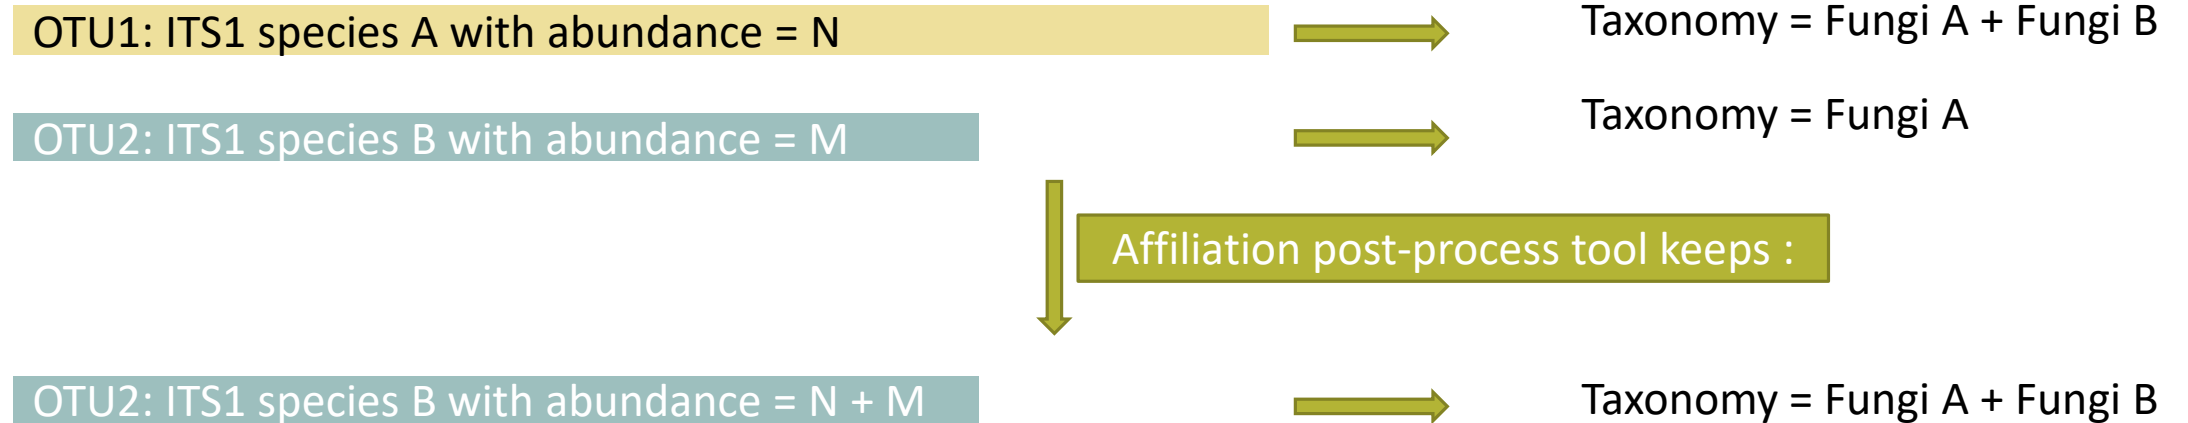 OTU1: ITS1 species A with abundance = N
Taxonomy = Fungi A + Fungi B
OTU2: ITS1 species B with abundance = M
Taxonomy = Fungi A
Affiliation post-process tool keeps :
OTU2: ITS1 species B with abundance = N + M
Taxonomy = Fungi A + Fungi B